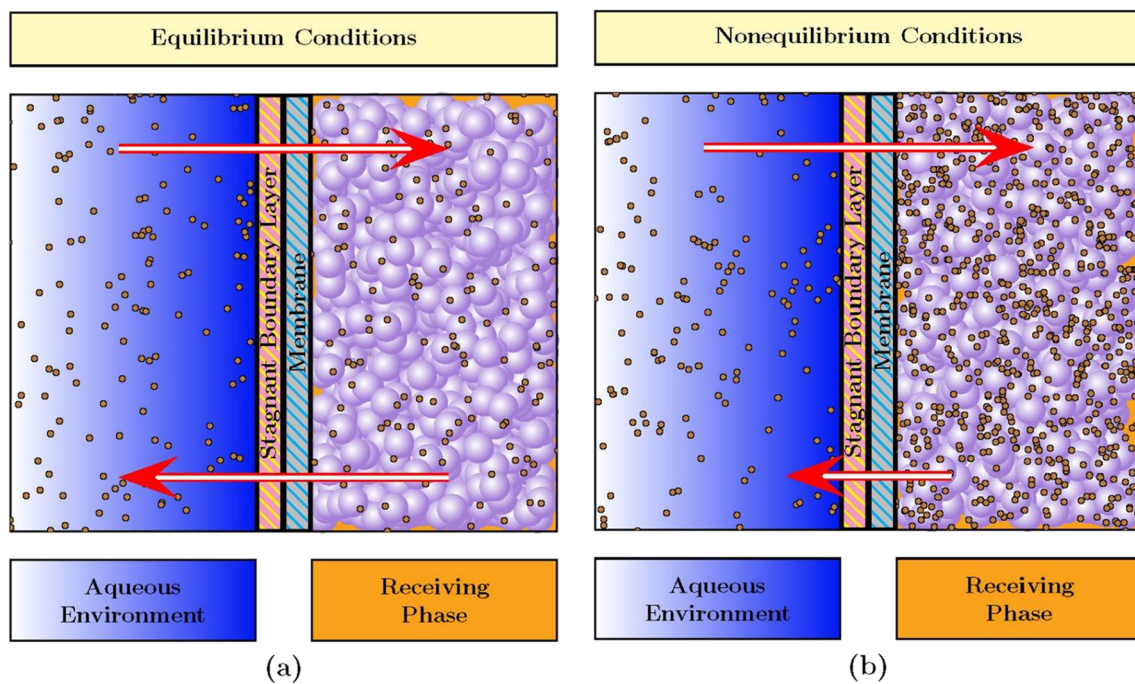 Equilibrium Conditions
Nonequilibrium Conditions
Stagnant Boundary Layer
Membrane
Stagnant Boundary Layer
Membrane
Aqueous
Environment
Receiving
Phase
Aqueous
Environment
Receiving
Phase
(a)
(b)